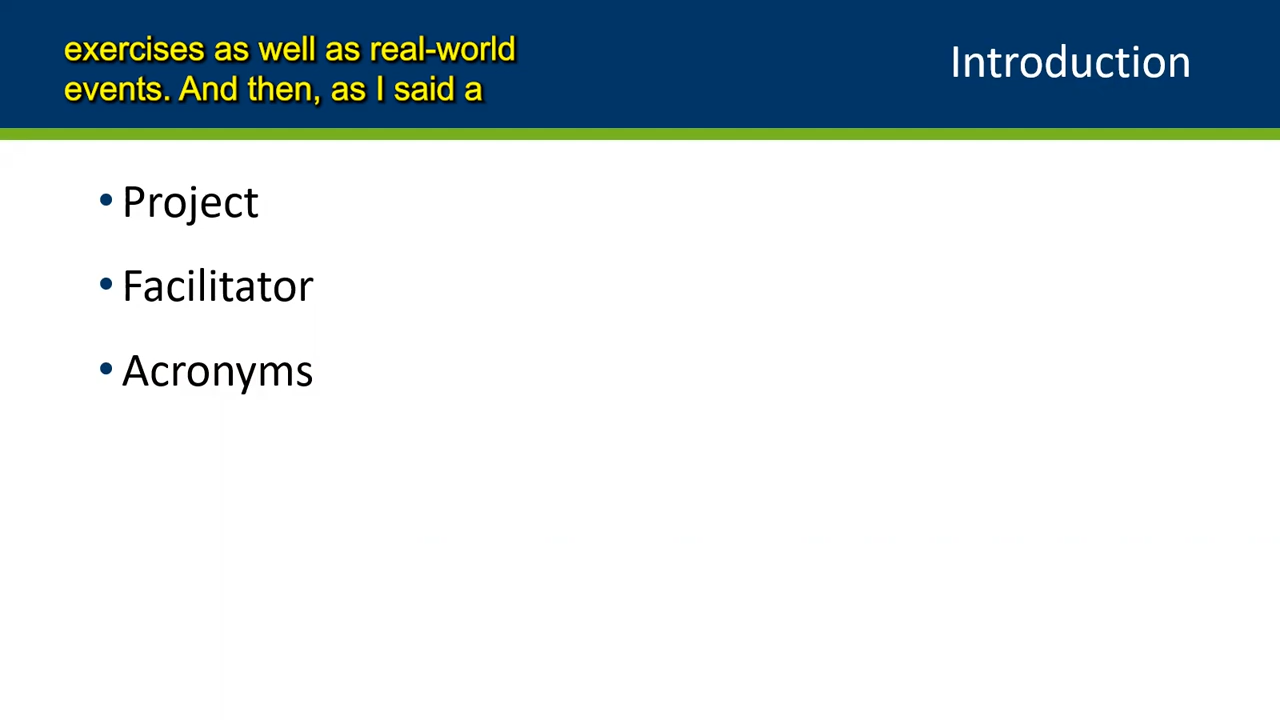 exercises as well as real-world
events. And then, as I said a
Introduction
• Project
• Facilitator
• Acronyms